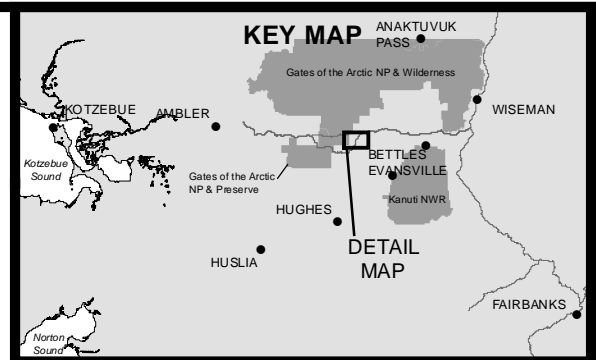 KEY MAP
ANAKTUVUK
PASS
Gates of the Arctic NP & Wilderness
KOTZEBUE
AMBLER
WISEMAN
Kotzebue
Sound
BETTLES
EVANSVILLE
Gates of the Arctic
NP & Preserve
Kanuti NWR
HUGHES
DETAIL
MAP
HUSLIA
FAIRBANKS
Norton
Sound